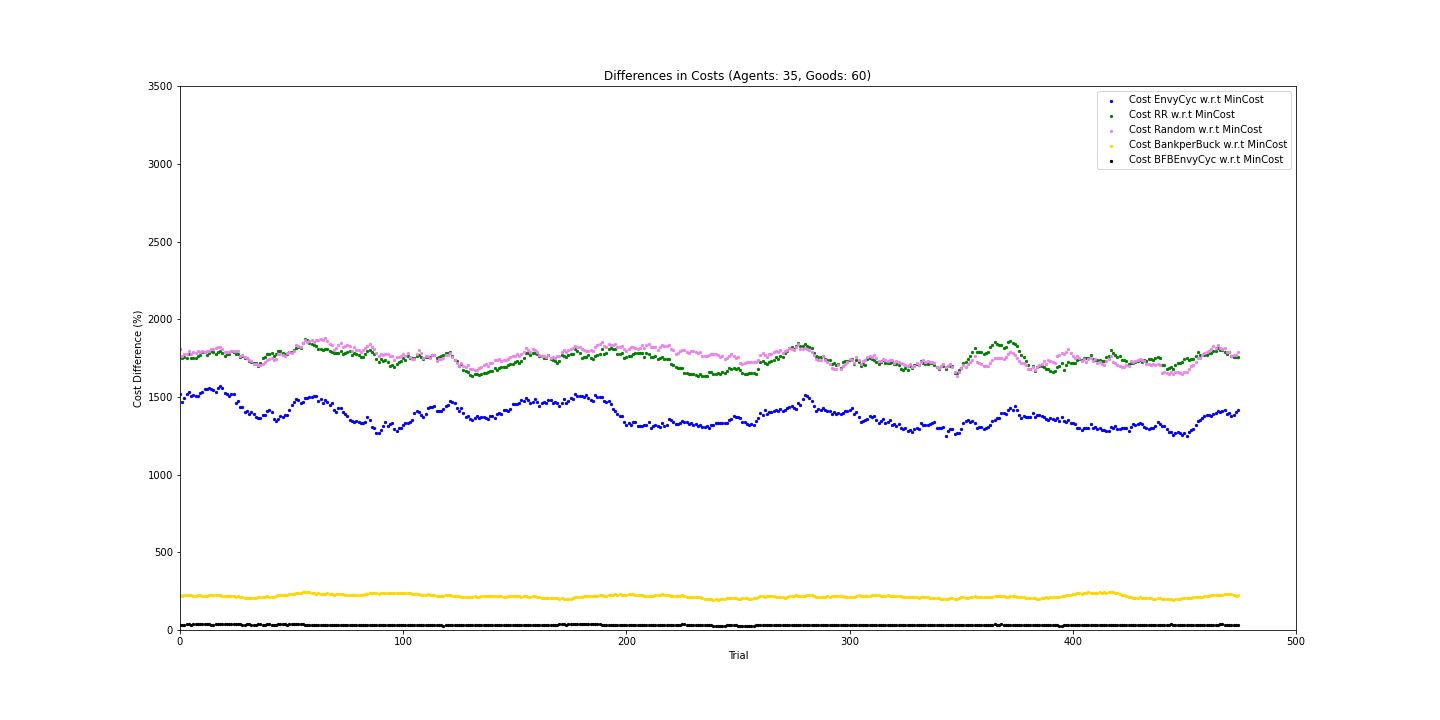 Differences in Costs (Agents: 35, Goods: 60)
3500
3000
2500
2000
1500
1000
500
0
Cost Difference (%)
Cost EnvyCyc w.r.t MinCost
Cost RR w.r.t MinCost
Cost Random w.r.t MinCost
Cost BankperBuck w.r.t MinCost
Cost BFBEnvyCyc w.r.t MinCost
0 100 200 300 400 500
Trial